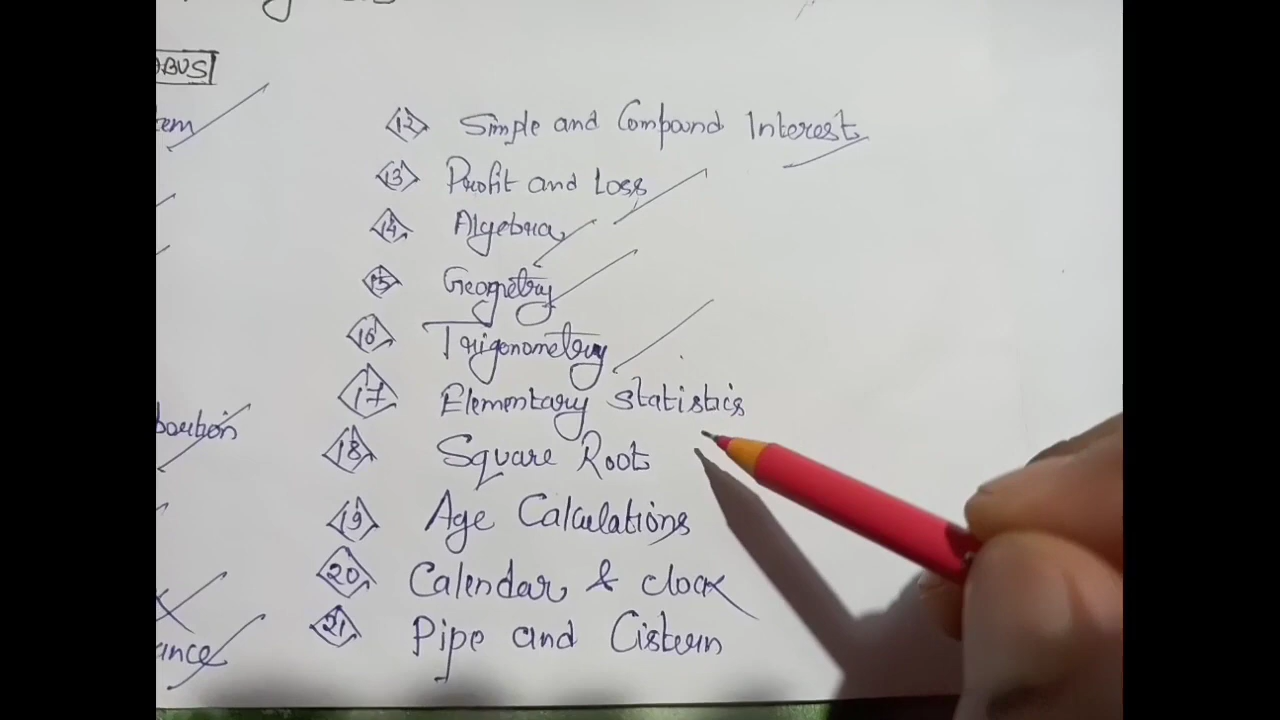 12 Simple and Compound Interest
13 Profit and Loss
14 Algebra
15 Geometry
16 Trigonometry
17 Elementary Statistics
18 Square Root
19 Age Calculations
20 Calendar & clock
21 Pipe and Cistern